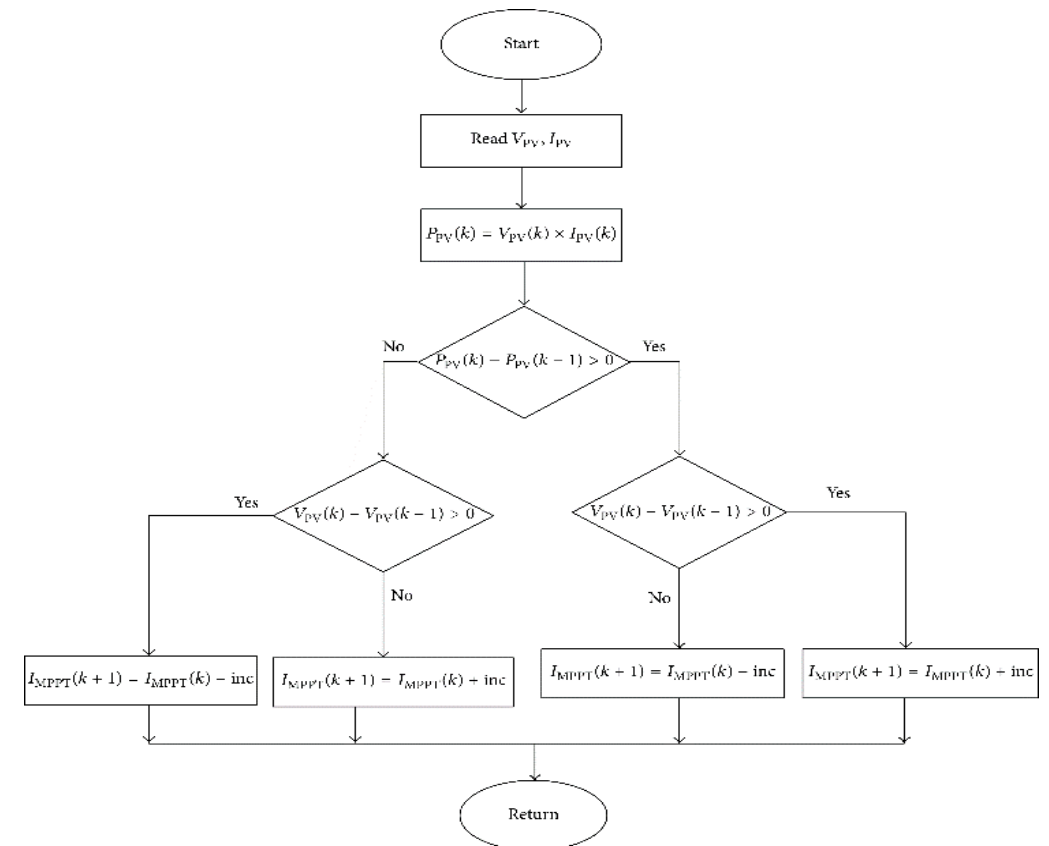 Start
Read V_PV, I_PV
P_PV(k) = V_PV(k) × I_PV(k)
No
P_PV(k) − P_PV(k − 1) > 0
Yes
Yes
V_PV(k) − V_PV(k − 1) > 0
No
V_PV(k) − V_PV(k − 1) > 0
Yes
No
I_MPPT(k + 1) − I_MPPT(k) − inc
I_MPPT(k + 1) − I_MPPT(k) + inc
I_MPPT(k + 1) = I_MPPT(k) − inc
I_MPPT(k + 1) = I_MPPT(k) + inc
Return